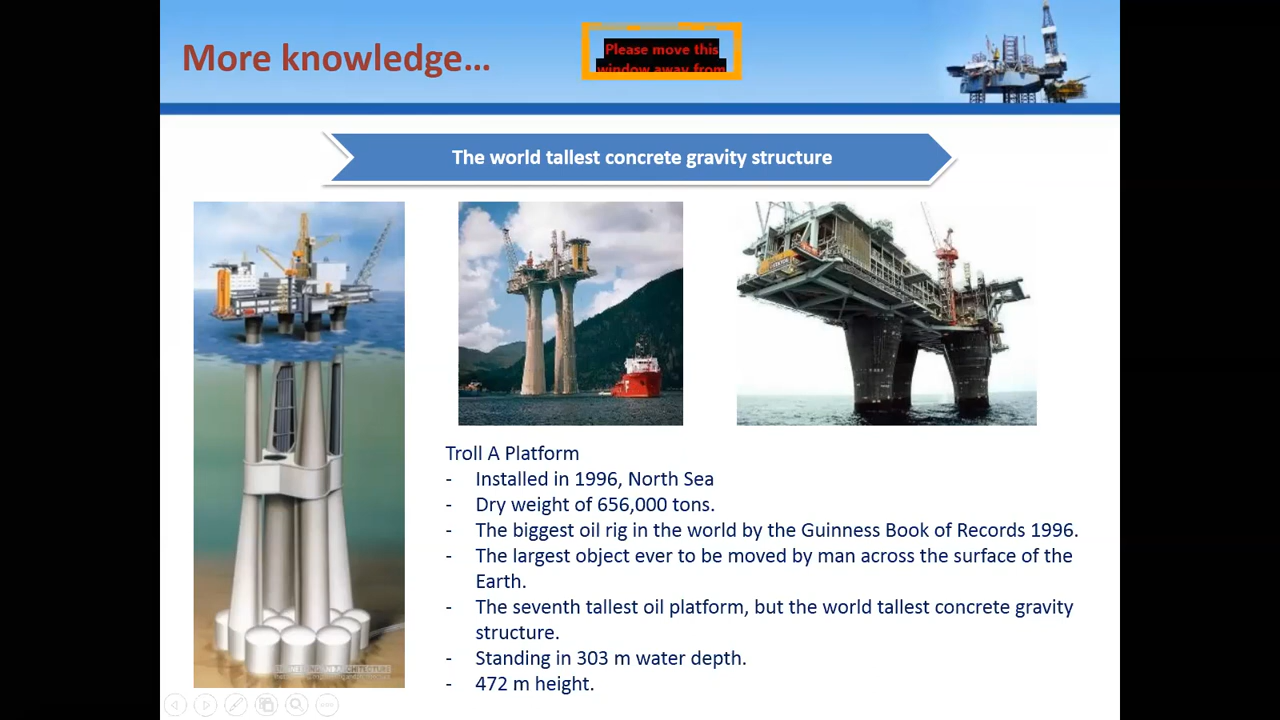 More knowledge...
Please move this
window away from
The world tallest concrete gravity structure
Troll A Platform
- Installed in 1996, North Sea
- Dry weight of 656,000 tons.
- The biggest oil rig in the world by the Guinness Book of Records 1996.
- The largest object ever to be moved by man across the surface of the
Earth.
- The seventh tallest oil platform, but the world tallest concrete gravity
structure.
- Standing in 303 m water depth.
- 472 m height.